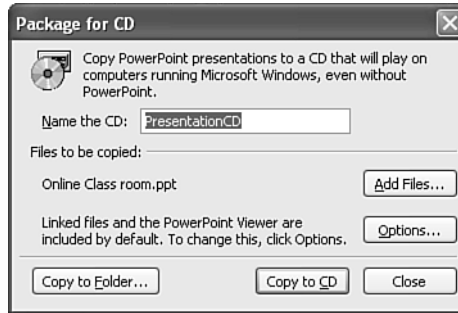 Package for CD
Copy PowerPoint presentations to a CD that will play on
computers running Microsoft Windows, even without
PowerPoint.
Name the CD: PresentationCD
Files to be copied:
Online Class room.ppt Add Files...
Linked files and the PowerPoint Viewer are
included by default. To change this, click Options. Options...
Copy to Folder... Copy to CD Close